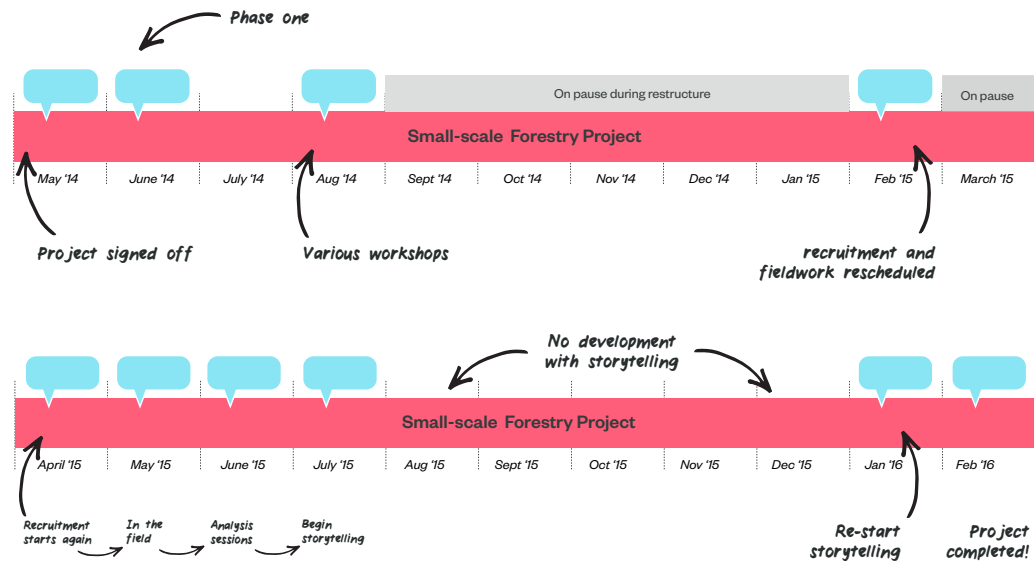 Phase one
On pause during restructure
On pause
Small-scale Forestry Project
May '14
June '14
July '14
Aug '14
Sept '14
Oct '14
Nov '14
Dec '14
Jan '15
Feb '15
March '15
Project signed off
Various workshops
recruitment and
fieldwork rescheduled
No development
with storytelling
Small-scale Forestry Project
April '15
May '15
June '15
July '15
Aug '15
Sept '15
Oct '15
Nov '15
Dec '15
Jan '16
Feb '16
Recruitment
starts again
In the
field
Analysis
sessions
Begin
storytelling
Re-start
storytelling
Project
completed!